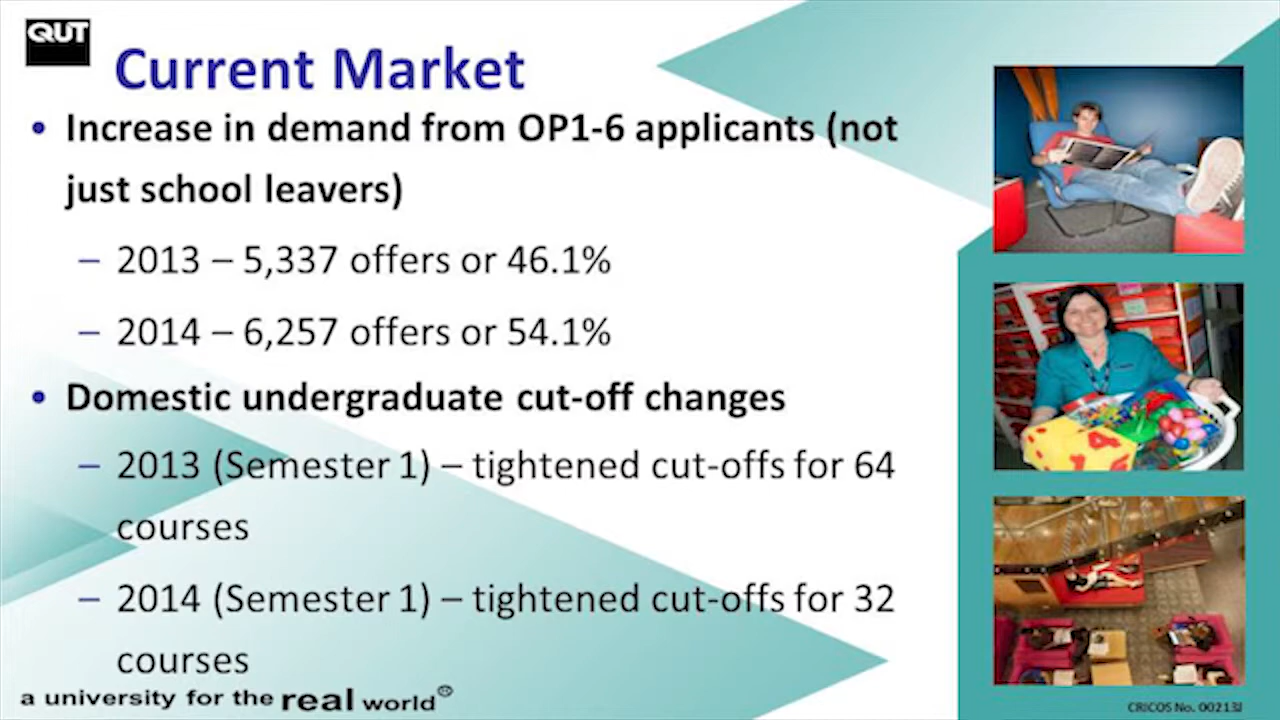 QUT
Current Market
• Increase in demand from OP1-6 applicants (not
just school leavers)
– 2013 – 5,337 offers or 46.1%
– 2014 – 6,257 offers or 54.1%
• Domestic undergraduate cut-off changes
– 2013 (Semester 1) – tightened cut-offs for 64
courses
– 2014 (Semester 1) – tightened cut-offs for 32
courses
a university for the real world®
CRICOS No. 00213J